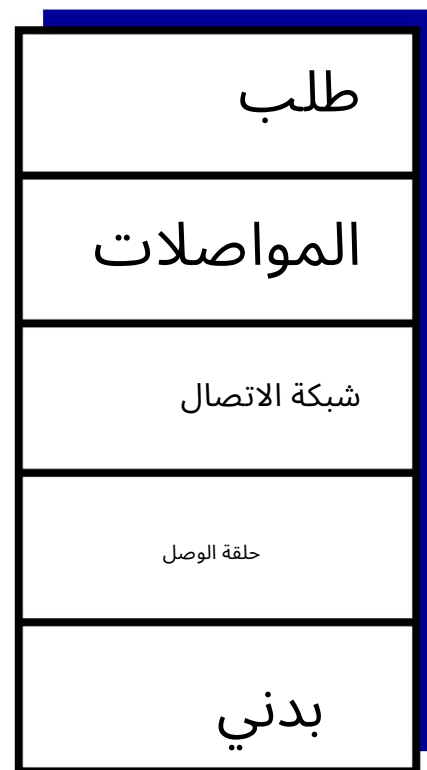 طلب
المواصلات
شبكة الاتصال
حلقة الوصل
بدني